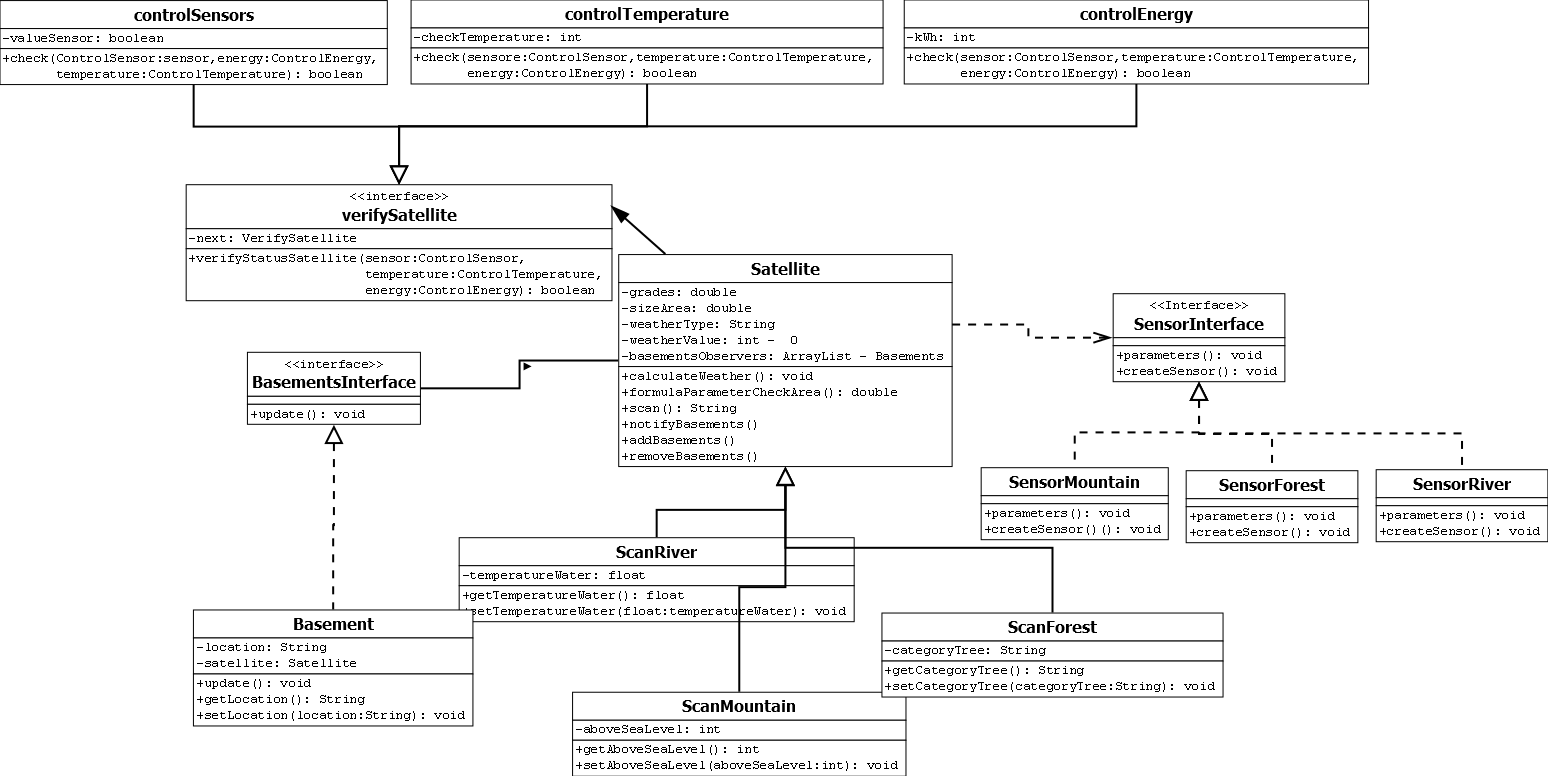 controlSensors
-valueSensor: boolean
+check(ControlSensor:sensor,energy:ControlEnergy,
temperature:ControlTemperature): boolean
controlTemperature
-checkTemperature: int
+check(sensore:ControlSensor,temperature:ControlTemperature,
energy:ControlEnergy): boolean
controlEnergy
-kWh: int
+check(sensor:ControlSensor,temperature:ControlTemperature,
energy:ControlEnergy): boolean
<<interface>>
verifySatellite
-next: VerifySatellite
+verifyStatusSatellite(sensor:ControlSensor,
temperature:ControlTemperature,
energy:ControlEnergy): boolean
Satellite
-grades: double
-sizeArea: double
-weatherType: String
-weatherValue: int - 0
-basementsObservers: ArrayList - Basements
+calculateWeather(): void
+formulaParameterCheckArea(): double
+scan(): String
+notifyBasements()
+addBasements()
+removeBasements()
<<Interface>>
SensorInterface
+parameters(): void
+createSensor(): void
<<interface>>
BasementsInterface
+update(): void
SensorMountain
+parameters(): void
+createSensor()(): void
SensorForest
+parameters(): void
+createSensor(): void
SensorRiver
+parameters(): void
+createSensor(): void
ScanRiver
-temperatureWater: float
+getTemperatureWater(): float
setTemperatureWater(float:temperatureWater): void
Basement
-location: String
-satellite: Satellite
+update(): void
+getLocation(): String
+setLocation(location:String): void
ScanForest
-categoryTree: String
+getCategoryTree(): String
+setCategoryTree(categoryTree:String): void
ScanMountain
-aboveSeaLevel: int
+getAboveSeaLevel(): int
+setAboveSeaLevel(aboveSeaLevel:int): void